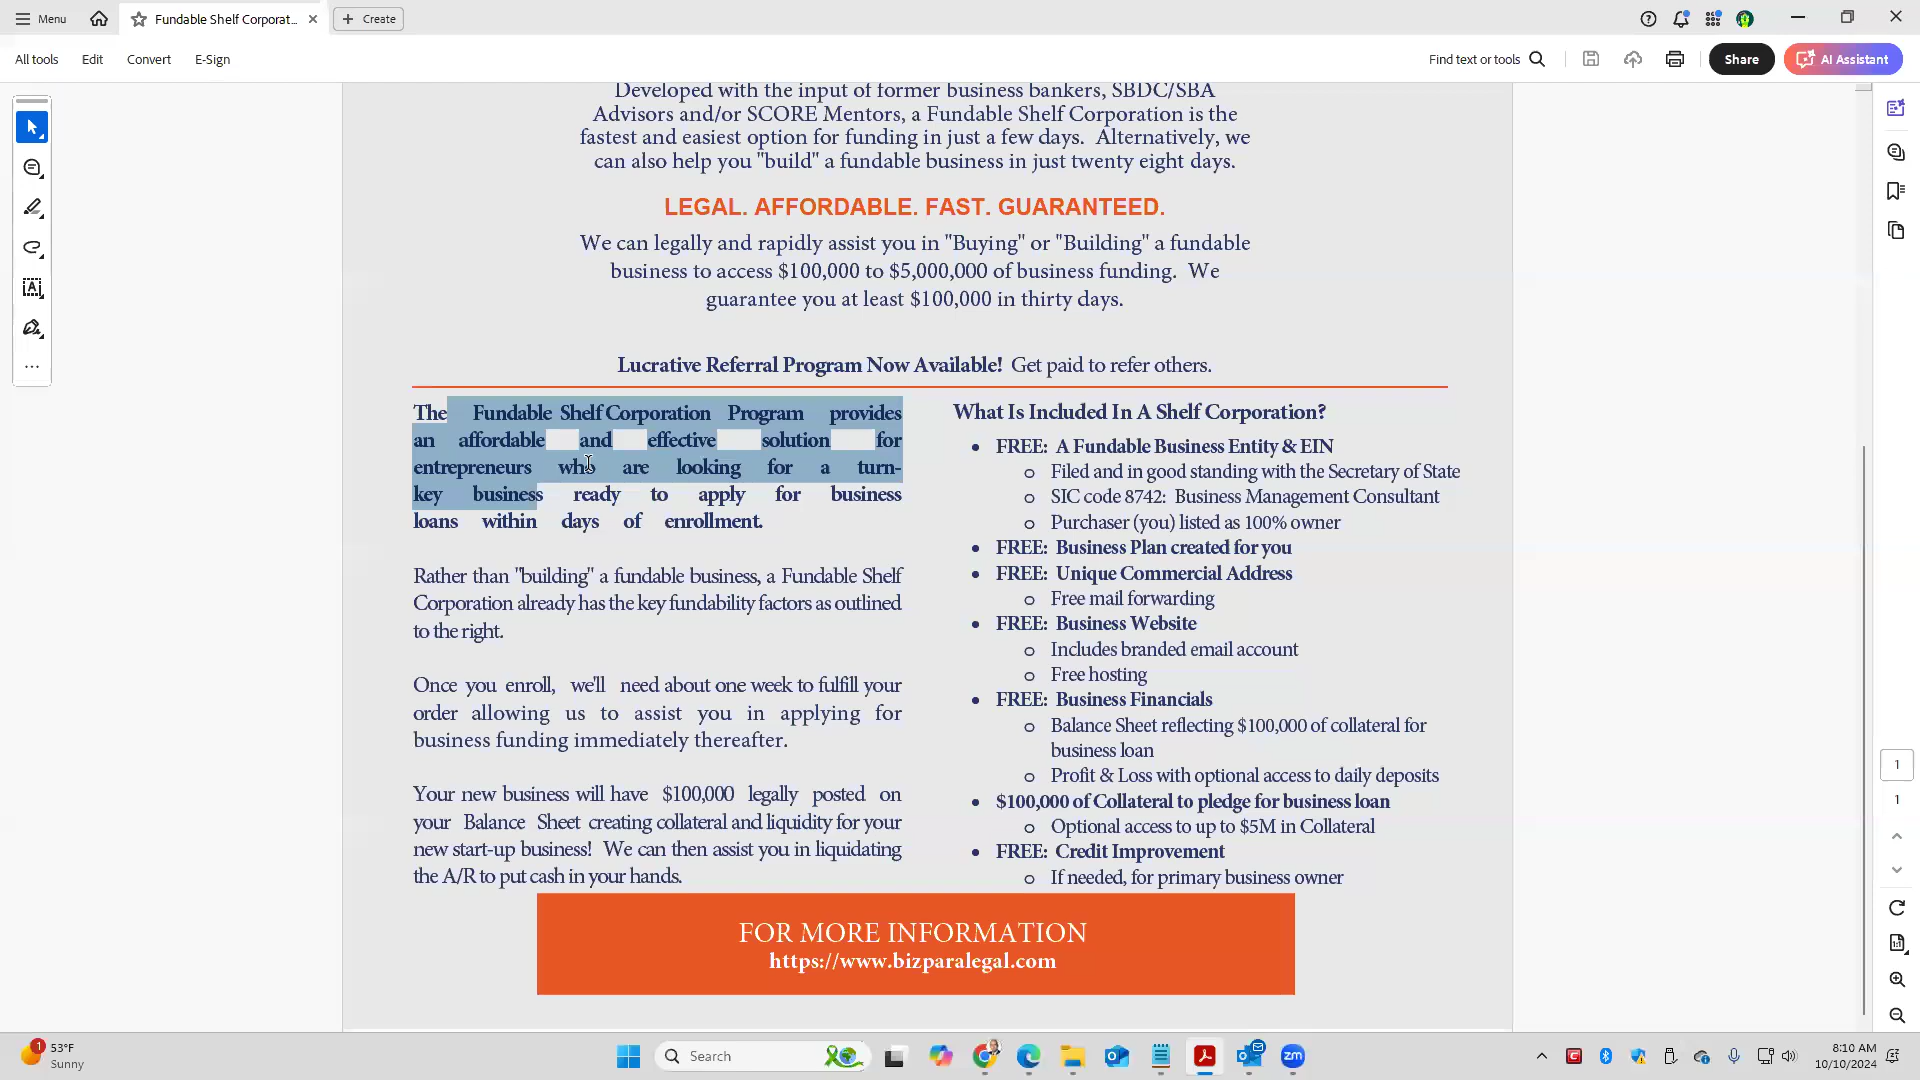 Menu
Fundable Shelf Corporat...
Create
All tools
Edit
Convert
E-Sign
Find text or tools
Share
AI Assistant
Developed with the input of former business bankers, SBDC/SBA
Advisors and/or SCORE Mentors, a Fundable Shelf Corporation is the
fastest and easiest option for funding in just a few days. Alternatively, we
can also help you "build" a fundable business in just twenty eight days.
LEGAL. AFFORDABLE. FAST. GUARANTEED.
We can legally and rapidly assist you in "Buying" or "Building" a fundable
business to access $100,000 to $5,000,000 of business funding. We
guarantee you at least $100,000 in thirty days.
Lucrative Referral Program Now Available! Get paid to refer others.
The Fundable Shelf Corporation Program provides
an affordable and effective solution for
entrepreneurs who are looking for a turn-
key business ready to apply for business
loans within days of enrollment.
Rather than "building" a fundable business, a Fundable Shelf
Corporation already has the key fundability factors as outlined
to the right.
Once you enroll, we'll need about one week to fulfill your
order allowing us to assist you in applying for
business funding immediately thereafter.
Your new business will have $100,000 legally posted on
your Balance Sheet creating collateral and liquidity for your
new start-up business! We can then assist you in liquidating
the A/R to put cash in your hands.
What Is Included In A Shelf Corporation?
• FREE: A Fundable Business Entity & EIN
o Filed and in good standing with the Secretary of State
o SIC code 8742: Business Management Consultant
o Purchaser (you) listed as 100% owner
• FREE: Business Plan created for you
• FREE: Unique Commercial Address
o Free mail forwarding
• FREE: Business Website
o Includes branded email account
o Free hosting
• FREE: Business Financials
o Balance Sheet reflecting $100,000 of collateral for
business loan
o Profit & Loss with optional access to daily deposits
• $100,000 of Collateral to pledge for business loan
o Optional access to up to $5M in Collateral
• FREE: Credit Improvement
o If needed, for primary business owner
FOR MORE INFORMATION
https://www.bizparalegal.com
1
1
1
53°F
Sunny
Search
zm
8:10 AM
10/10/2024